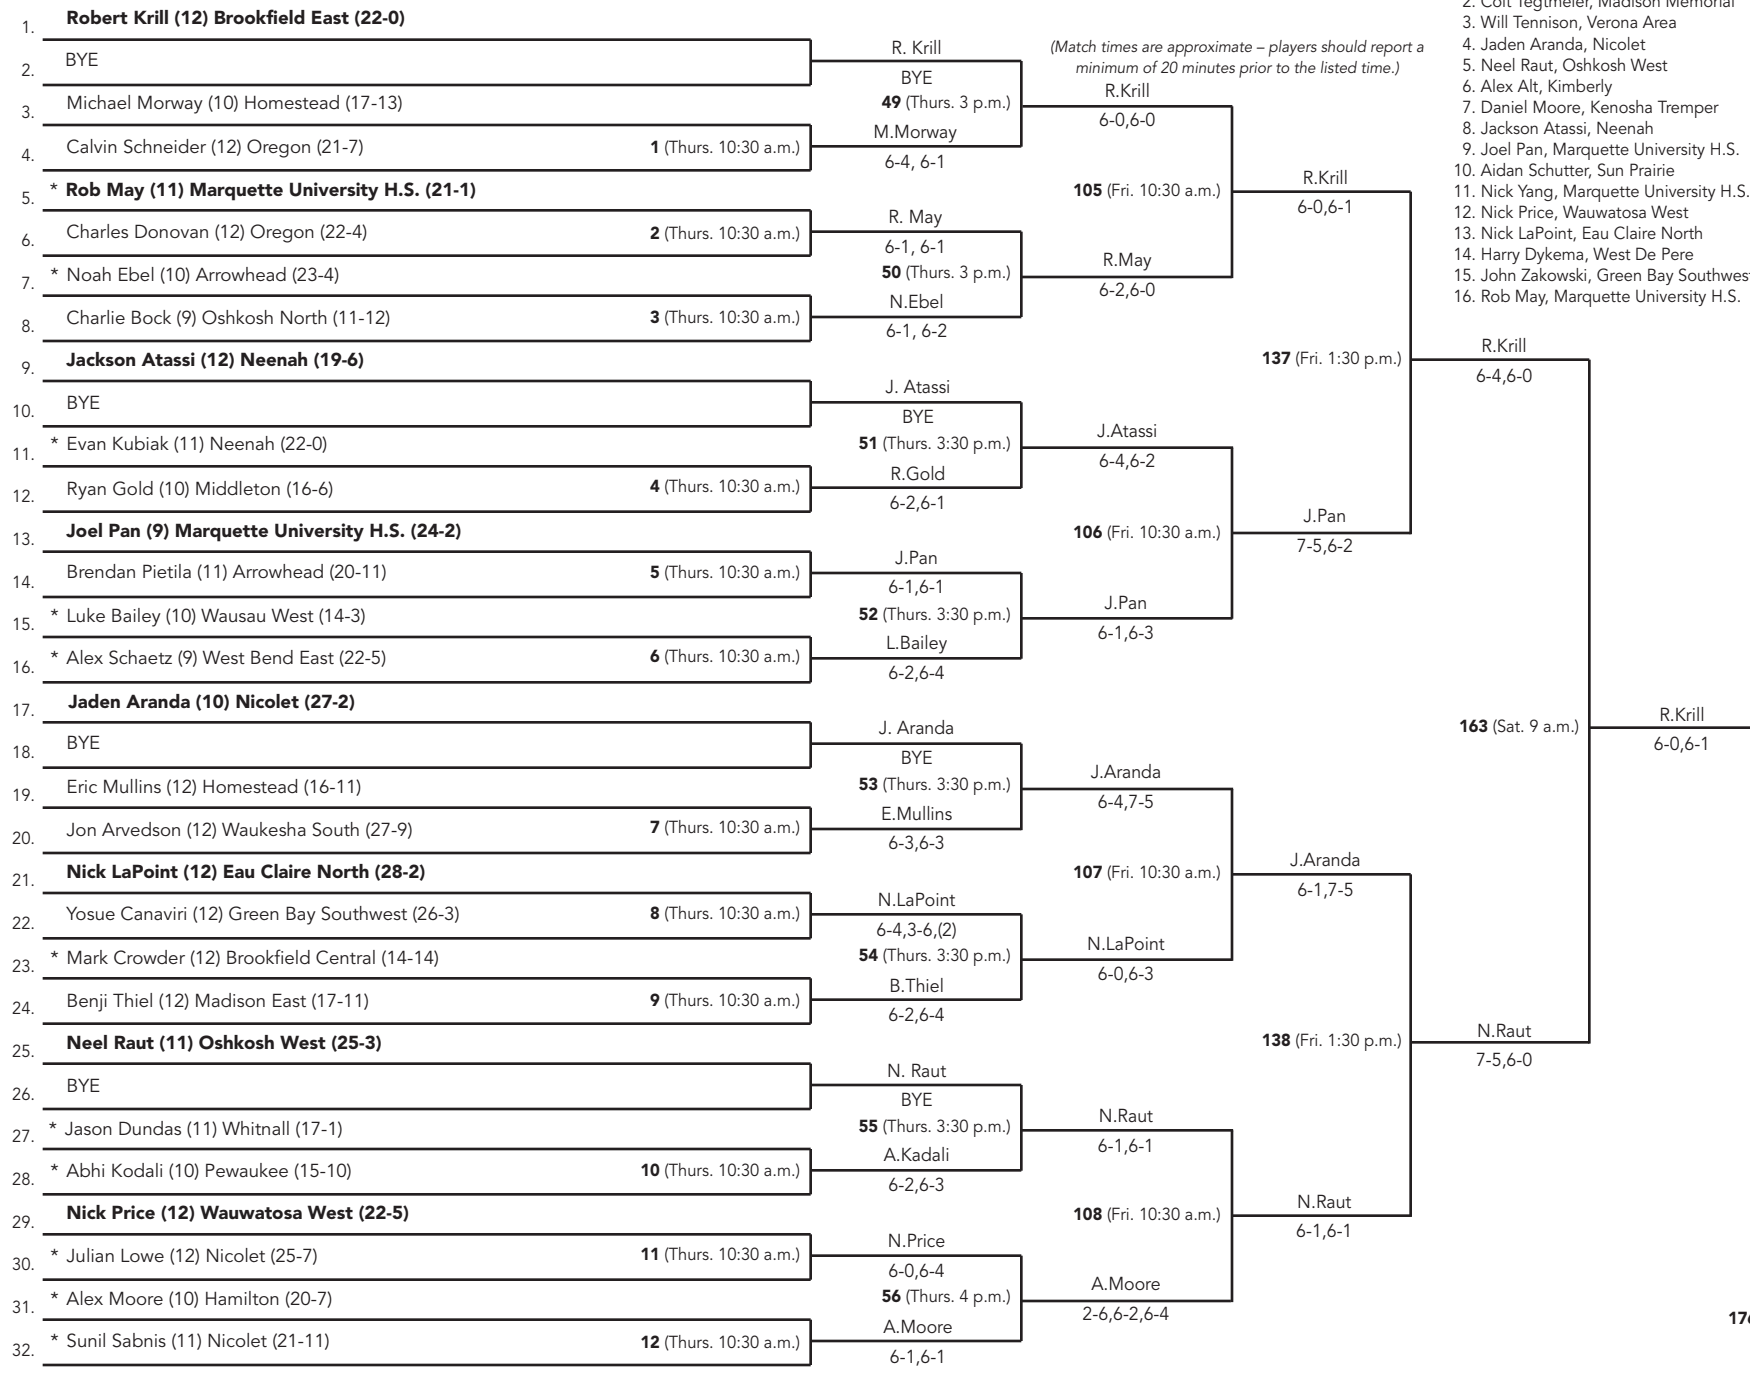 1. Robert Krill (12) Brookfield East (22-0)
2. BYE
3. Michael Morway (10) Homestead (17-13)
4. Calvin Schneider (12) Oregon (21-7) 1 (Thurs. 10:30 a.m.)
5. * Rob May (11) Marquette University H.S. (21-1)
6. Charles Donovan (12) Oregon (22-4) 2 (Thurs. 10:30 a.m.)
7. * Noah Ebel (10) Arrowhead (23-4)
8. Charlie Bock (9) Oshkosh North (11-12) 3 (Thurs. 10:30 a.m.)
9. Jackson Atassi (12) Neenah (19-6)
10. BYE
11. * Evan Kubiak (11) Neenah (22-0)
12. Ryan Gold (10) Middleton (16-6) 4 (Thurs. 10:30 a.m.)
13. Joel Pan (9) Marquette University H.S. (24-2)
14. Brendan Pietila (11) Arrowhead (20-11) 5 (Thurs. 10:30 a.m.)
15. * Luke Bailey (10) Wausau West (14-3)
16. * Alex Schaetz (9) West Bend East (22-5) 6 (Thurs. 10:30 a.m.)
17. Jaden Aranda (10) Nicolet (27-2)
18. BYE
19. Eric Mullins (12) Homestead (16-11)
20. Jon Arvedson (12) Waukesha South (27-9) 7 (Thurs. 10:30 a.m.)
21. Nick LaPoint (12) Eau Claire North (28-2)
22. Yosue Canaviri (12) Green Bay Southwest (26-3) 8 (Thurs. 10:30 a.m.)
23. * Mark Crowder (12) Brookfield Central (14-14)
24. Benji Thiel (12) Madison East (17-11) 9 (Thurs. 10:30 a.m.)
25. Neel Raut (11) Oshkosh West (25-3)
26. BYE
27. * Jason Dundas (11) Whitnall (17-1)
28. * Abhi Kodali (10) Pewaukee (15-10) 10 (Thurs. 10:30 a.m.)
29. Nick Price (12) Wauwatosa West (22-5)
30. * Julian Lowe (12) Nicolet (25-7) 11 (Thurs. 10:30 a.m.)
31. * Alex Moore (10) Hamilton (20-7)
32. * Sunil Sabnis (11) Nicolet (21-11) 12 (Thurs. 10:30 a.m.)
R. Krill
BYE
49 (Thurs. 3 p.m.)
M.Morway
6-4, 6-1
R. May
6-1, 6-1
50 (Thurs. 3 p.m.)
N.Ebel
6-1, 6-2
J. Atassi
BYE
51 (Thurs. 3:30 p.m.)
R.Gold
6-2,6-1
J.Pan
6-1,6-1
52 (Thurs. 3:30 p.m.)
L.Bailey
6-2,6-4
J. Aranda
BYE
53 (Thurs. 3:30 p.m.)
E.Mullins
6-3,6-3
N.LaPoint
6-4,3-6,(2)
54 (Thurs. 3:30 p.m.)
B.Thiel
6-2,6-4
N. Raut
BYE
55 (Thurs. 3:30 p.m.)
A.Kadali
6-2,6-3
N.Price
6-0,6-4
56 (Thurs. 4 p.m.)
A.Moore
6-1,6-1
(Match times are approximate – players should report a
minimum of 20 minutes prior to the listed time.)
R.Krill
6-0,6-0
105 (Fri. 10:30 a.m.)
R.May
6-2,6-0
J.Atassi
6-4,6-2
106 (Fri. 10:30 a.m.)
J.Pan
6-1,6-3
J.Aranda
6-4,7-5
107 (Fri. 10:30 a.m.)
N.LaPoint
6-0,6-3
N.Raut
6-1,6-1
108 (Fri. 10:30 a.m.)
A.Moore
2-6,6-2,6-4
R.Krill
6-0,6-1
137 (Fri. 1:30 p.m.)
J.Pan
7-5,6-2
J.Aranda
6-1,7-5
138 (Fri. 1:30 p.m.)
N.Raut
6-1,6-1
2. Colt Tegtmeier, Madison Memorial
3. Will Tennison, Verona Area
4. Jaden Aranda, Nicolet
5. Neel Raut, Oshkosh West
6. Alex Alt, Kimberly
7. Daniel Moore, Kenosha Tremper
8. Jackson Atassi, Neenah
9. Joel Pan, Marquette University H.S.
10. Aidan Schutter, Sun Prairie
11. Nick Yang, Marquette University H.S.
12. Nick Price, Wauwatosa West
13. Nick LaPoint, Eau Claire North
14. Harry Dykema, West De Pere
15. John Zakowski, Green Bay Southwest
16. Rob May, Marquette University H.S.
R.Krill
6-4,6-0
163 (Sat. 9 a.m.)
N.Raut
7-5,6-0
R.Krill
6-0,6-1